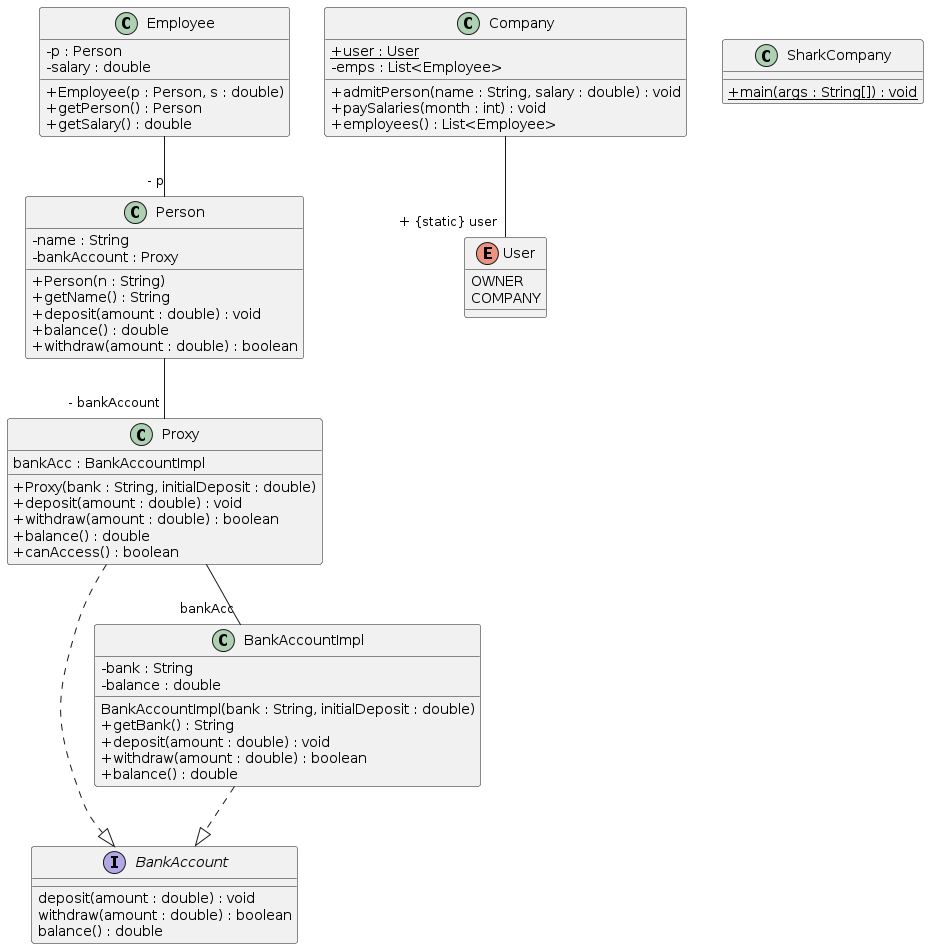 C Employee
-p : Person
-salary : double
+Employee(p : Person, s : double)
+getPerson() : Person
+getSalary() : double
C Company
+user : User
-emps : List<Employee>
+admitPerson(name : String, salary : double) : void
+paySalaries(month : int) : void
+employees() : List<Employee>
C SharkCompany
+main(args : String[]) : void
- p
+ {static} user
C Person
-name : String
-bankAccount : Proxy
+Person(n : String)
+getName() : String
+deposit(amount : double) : void
+balance() : double
+withdraw(amount : double) : boolean
E User
OWNER
COMPANY
- bankAccount
C Proxy
bankAcc : BankAccountImpl
+Proxy(bank : String, initialDeposit : double)
+deposit(amount : double) : void
+withdraw(amount : double) : boolean
+balance() : double
+canAccess() : boolean
bankAcc
C BankAccountImpl
-bank : String
-balance : double
BankAccountImpl(bank : String, initialDeposit : double)
+getBank() : String
+deposit(amount : double) : void
+withdraw(amount : double) : boolean
+balance() : double
I BankAccount
deposit(amount : double) : void
withdraw(amount : double) : boolean
balance() : double